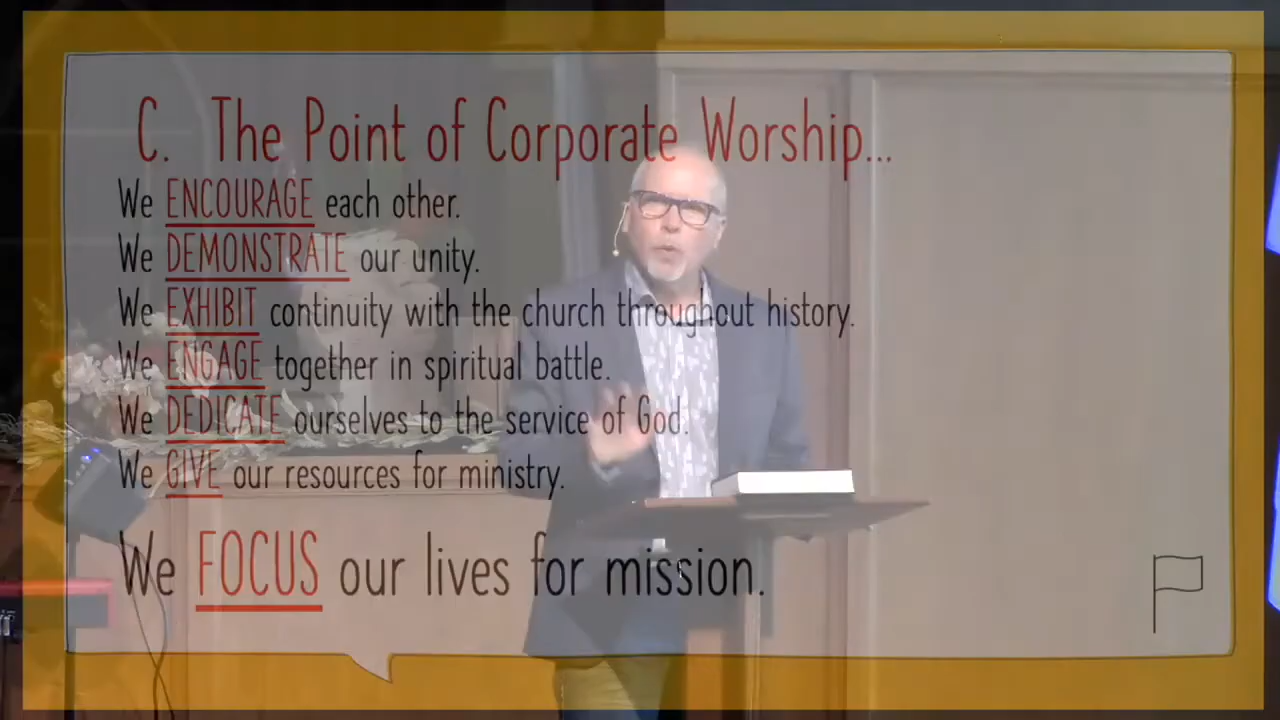 C. The Point of Corporate Worship...
We ENCOURAGE each other.
We DEMONSTRATE our unity.
We EXHIBIT continuity with the church throughout history.
We ENGAGE together in spiritual battle.
We DEDICATE ourselves to the service of God.
We GIVE our resources for ministry.
We FOCUS our lives for mission.